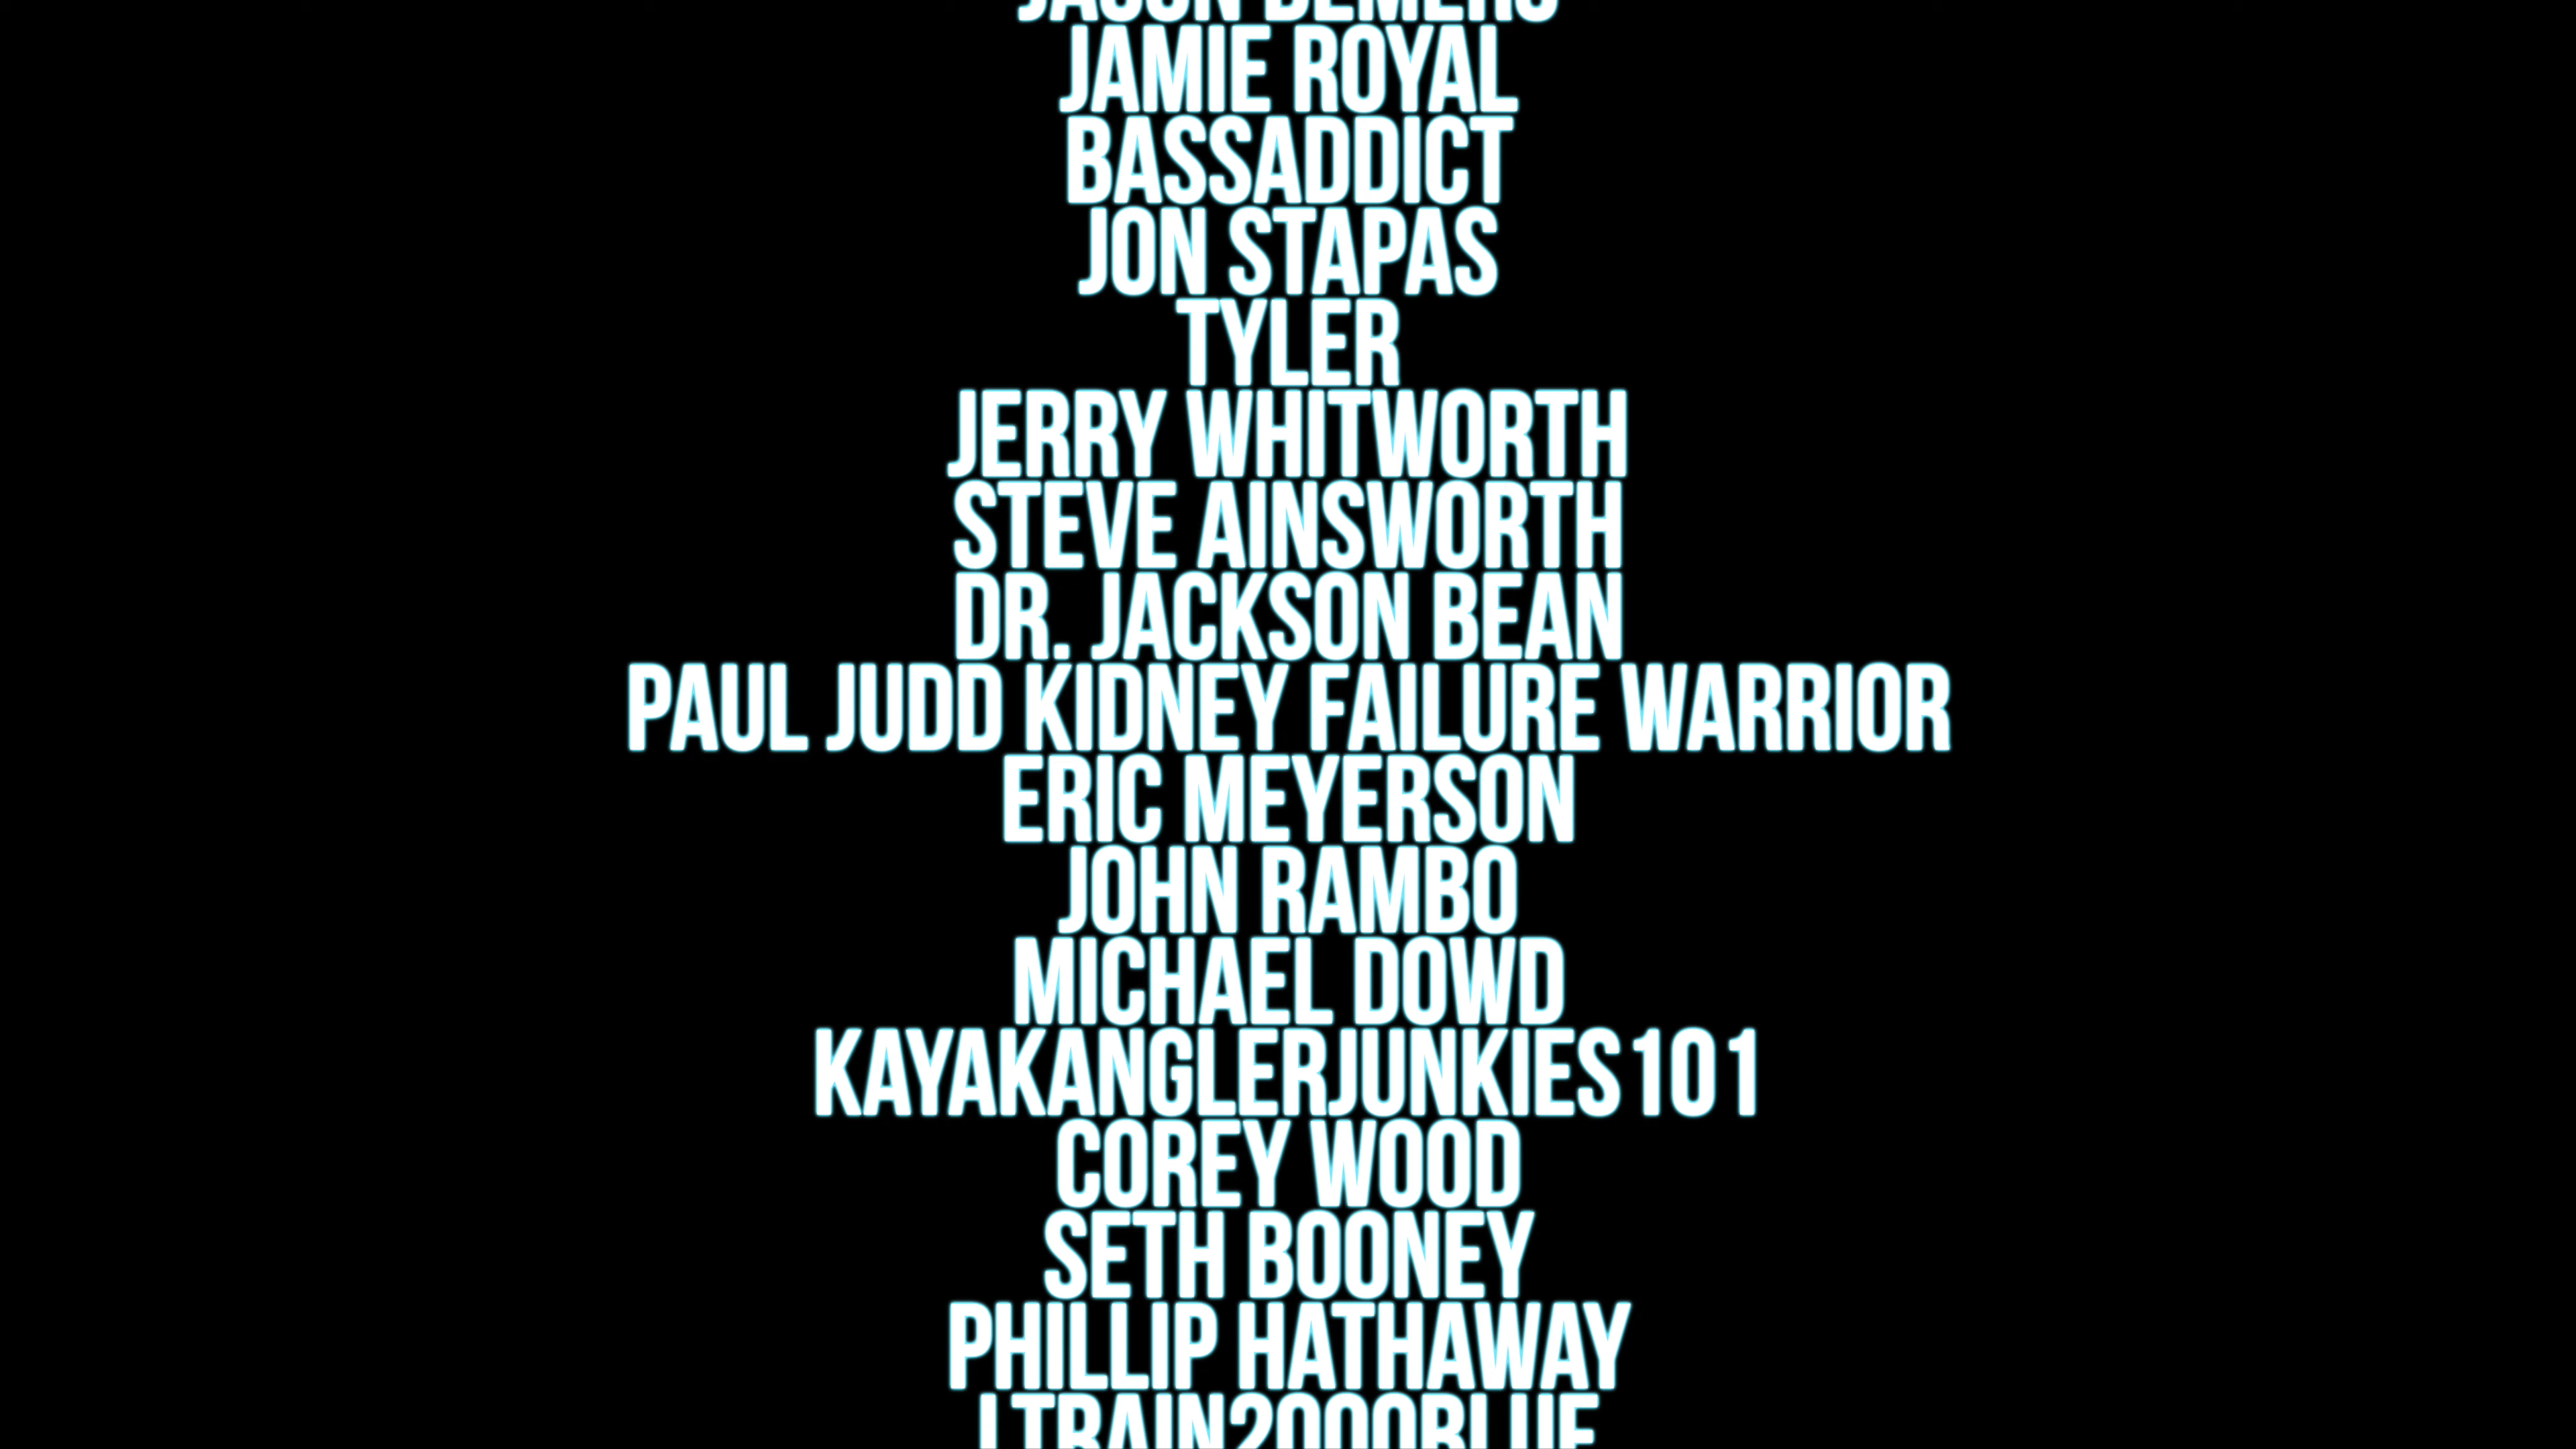 JAMIE ROYAL
BASSADDICT
JON STAPAS
TYLER
JERRY WHITWORTH
STEVE AINSWORTH
DR. JACKSON BEAN
PAUL JUDD KIDNEY FAILURE WARRIOR
ERIC MEYERSON
JOHN RAMBO
MICHAEL DOWD
KAYAKANGLERJUNKIES101
COREY WOOD
SETH BOONEY
PHILLIP HATHAWAY